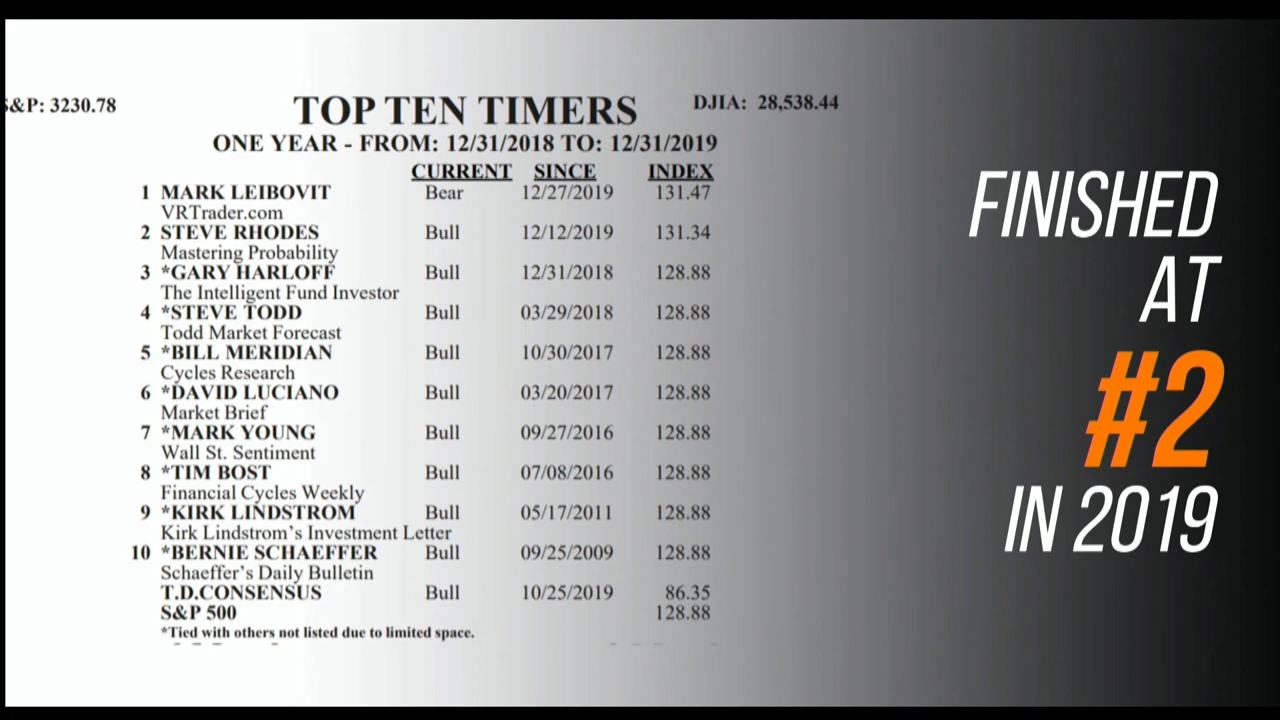 S&P: 3230.78
TOP TEN TIMERS
DJIA: 28,538.44
ONE YEAR - FROM: 12/31/2018 TO: 12/31/2019
CURRENT SINCE INDEX
1 MARK LEIBOVIT Bear 12/27/2019 131.47
VRTrader.com
2 STEVE RHODES Bull 12/12/2019 131.34
Mastering Probability
3 *GARY HARLOFF Bull 12/31/2018 128.88
The Intelligent Fund Investor
4 *STEVE TODD Bull 03/29/2018 128.88
Todd Market Forecast
5 *BILL MERIDIAN Bull 10/30/2017 128.88
Cycles Research
6 *DAVID LUCIANO Bull 03/20/2017 128.88
Market Brief
7 *MARK YOUNG Bull 09/27/2016 128.88
Wall St. Sentiment
8 *TIM BOST Bull 07/08/2016 128.88
Financial Cycles Weekly
9 *KIRK LINDSTROM Bull 05/17/2011 128.88
Kirk Lindstrom's Investment Letter
10 *BERNIE SCHAEFFER Bull 09/25/2009 128.88
Schaeffer's Daily Bulletin
T.D.CONSENSUS Bull 10/25/2019 86.35
S&P 500 128.88
*Tied with others not listed due to limited space.
FINISHED
AT
#2
IN 2019